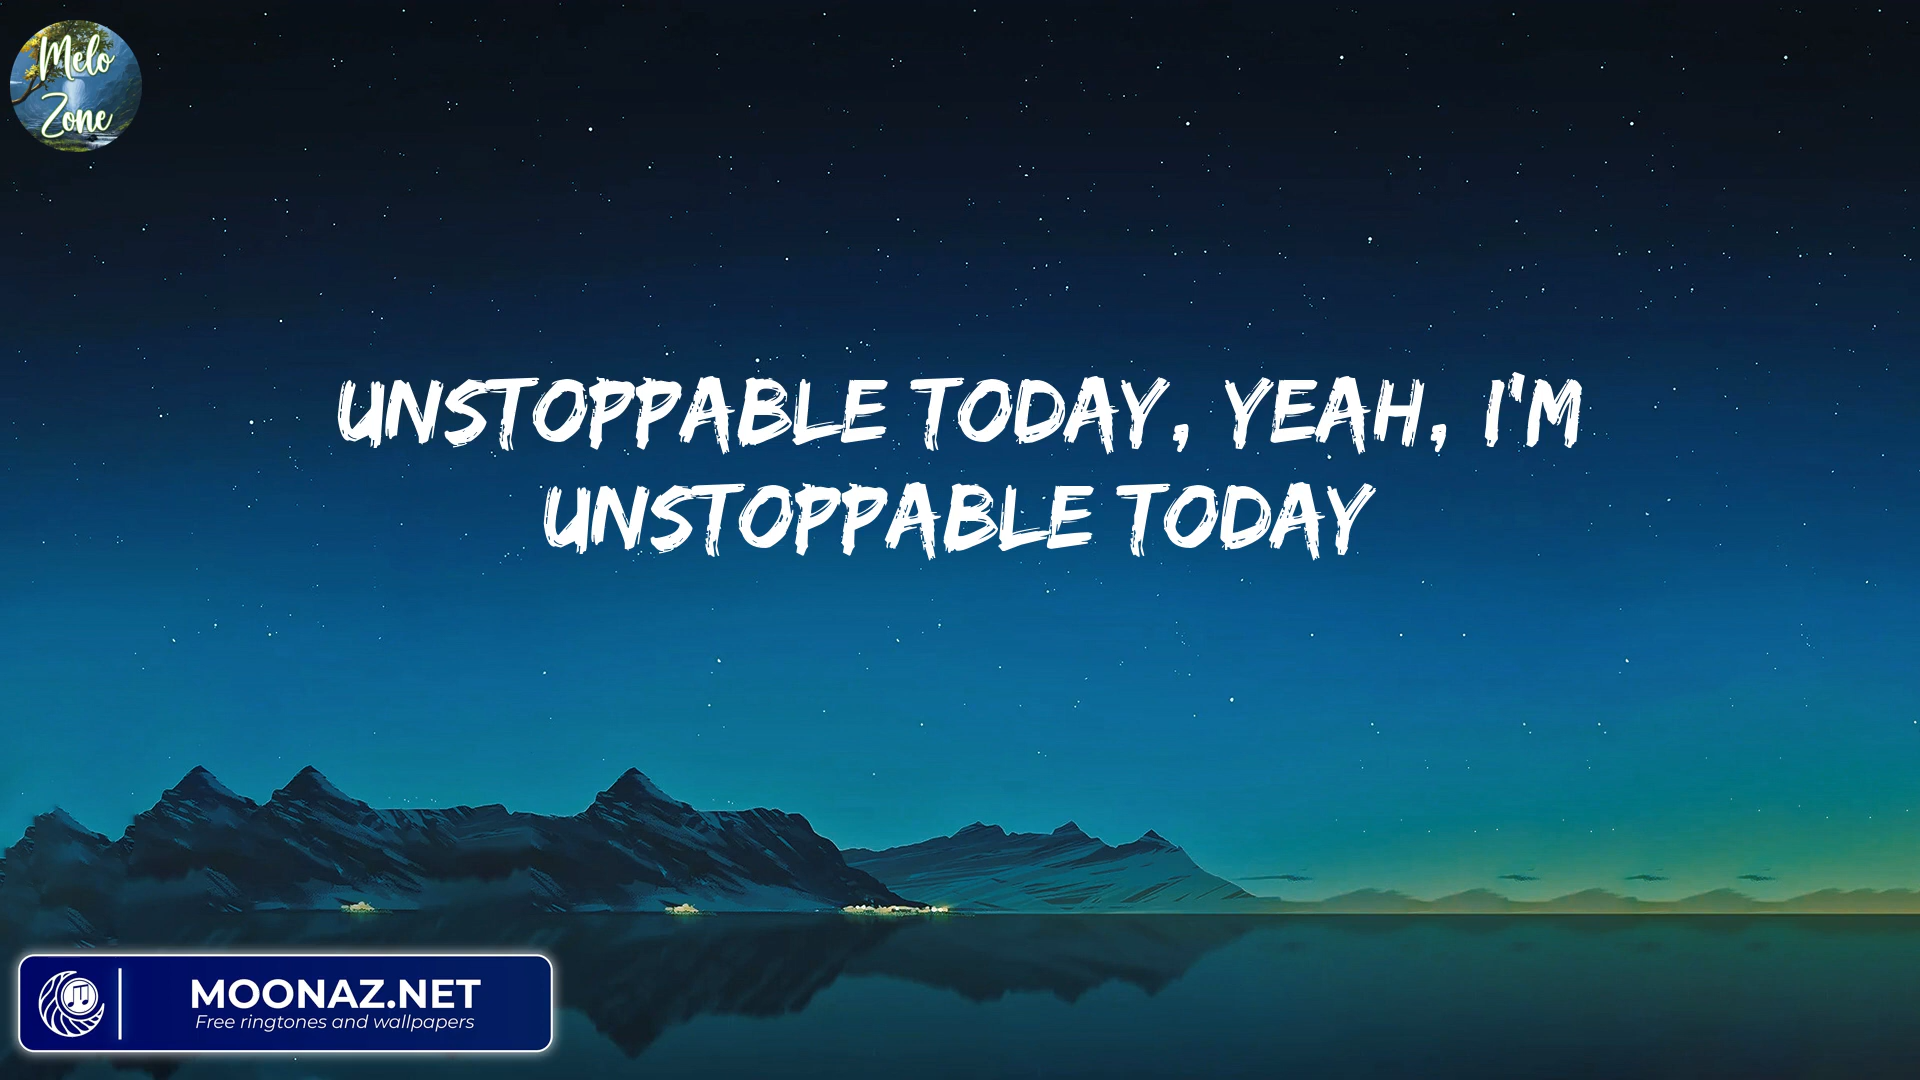 Melo
Zone
UNSTOPPABLE TODAY, YEAH, I'M
UNSTOPPABLE TODAY
MOONAZ.NET
Free ringtones and wallpapers